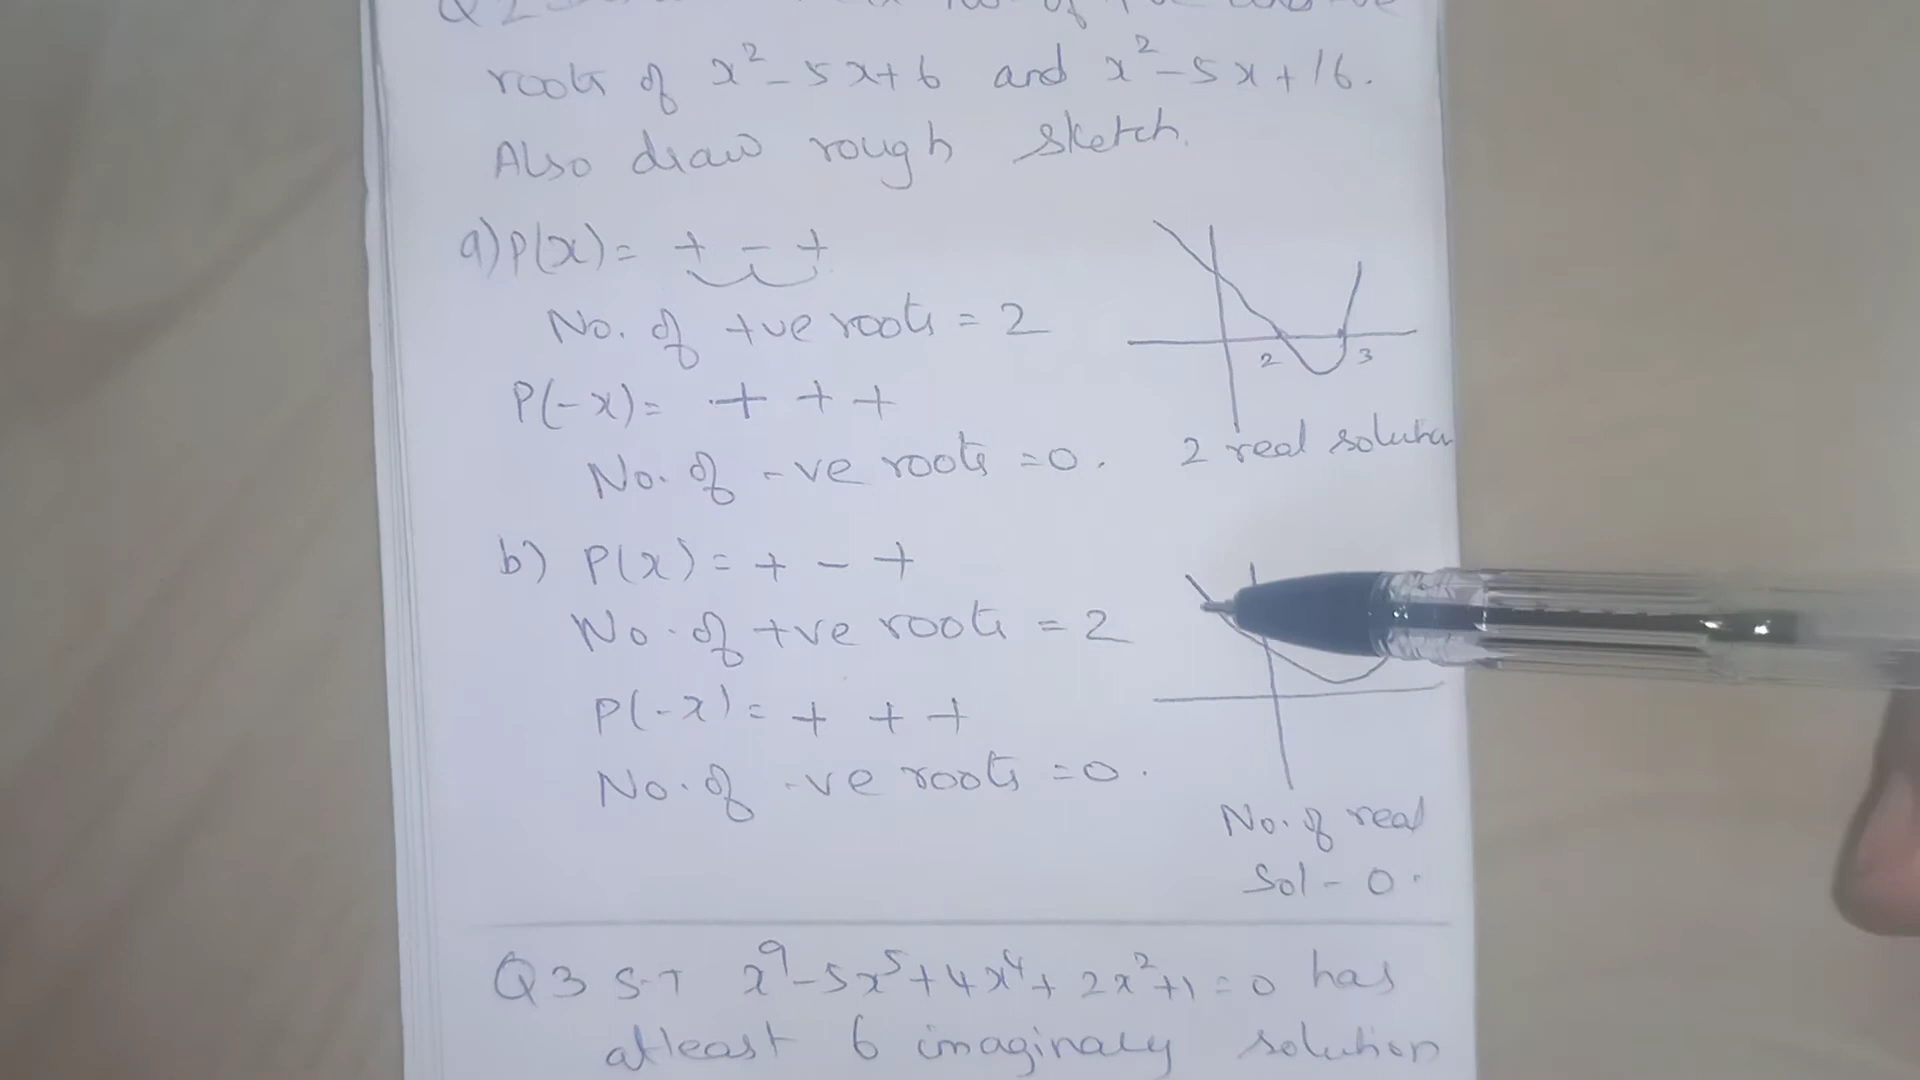 roots of x²-5x+6 and x²-5x+16.
Also draw rough sketch.
a) P(x) = + - +
No. of +ve roots = 2
P(-x) = + + +
No. of -ve roots = 0.
2 3
2 real solution
b) P(x) = + - +
No. of +ve roots = 2
P(-x) = + + +
No. of -ve roots = 0.
No. of real
Sol - 0.
Q3 S.T x⁹-5x⁵+4x⁴+2x²+1=0 has
atleast 6 imaginary solution